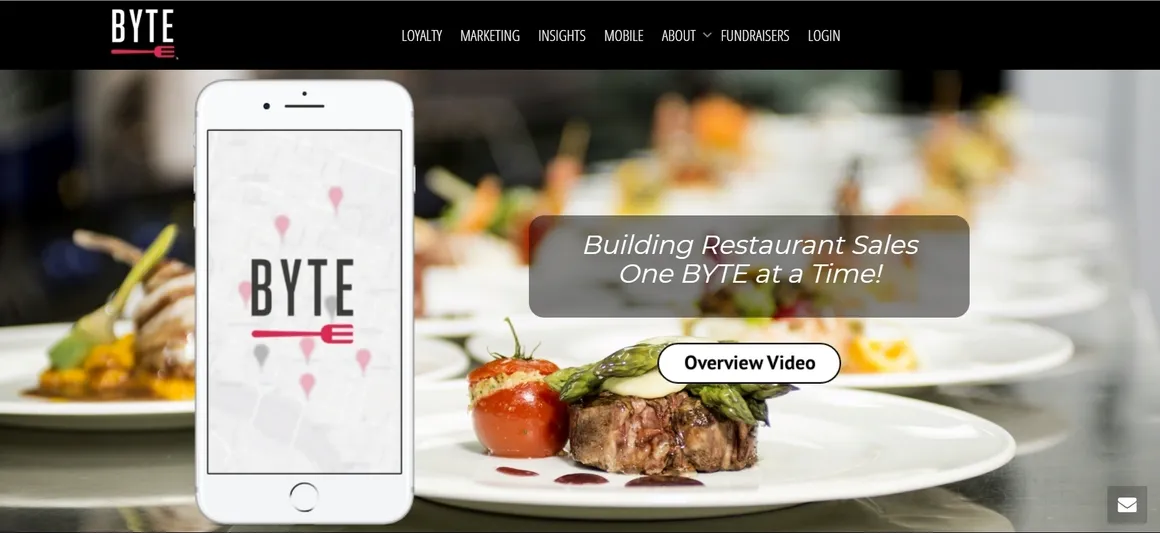 BYTE
LOYALTY MARKETING INSIGHTS MOBILE ABOUT FUNDRAISERS LOGIN
BYTE
Building Restaurant Sales
One BYTE at a Time!
Overview Video